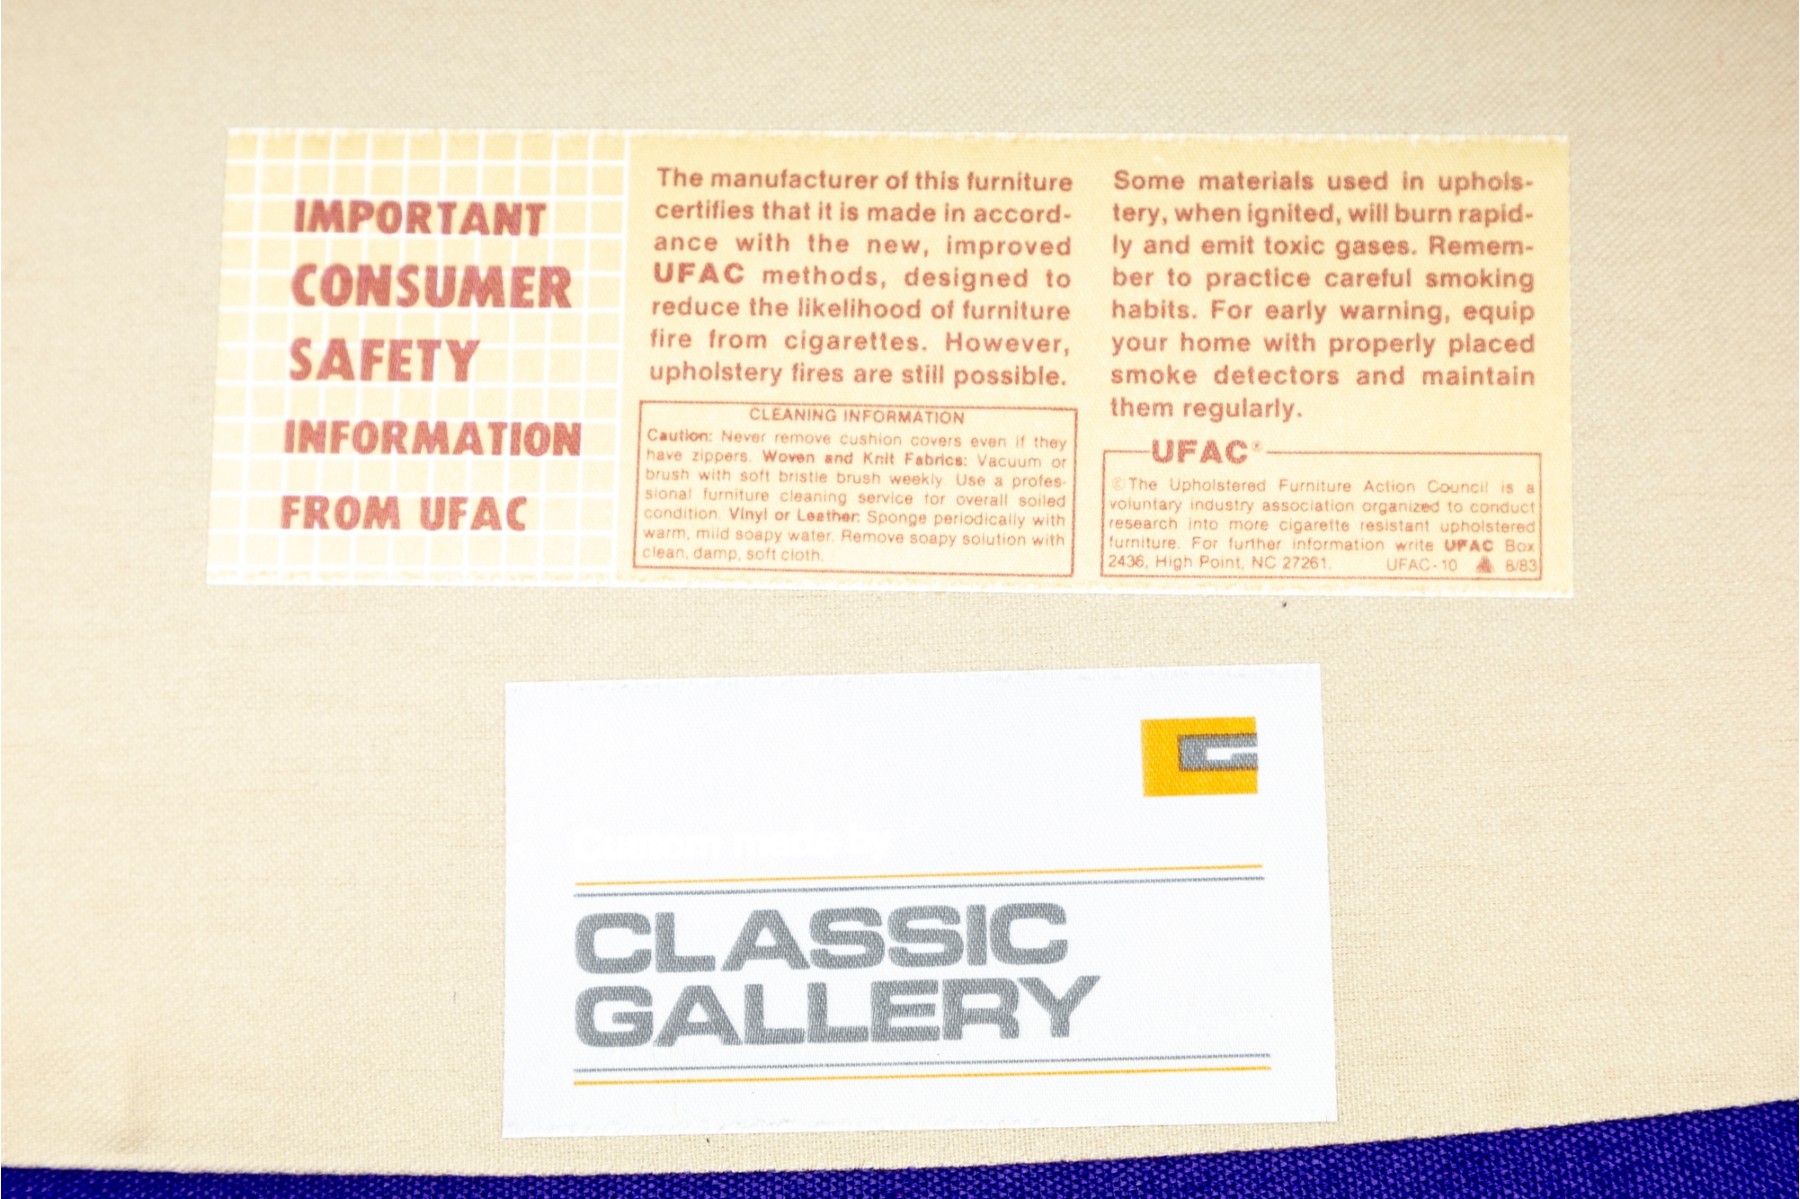 IMPORTANT
CONSUMER
SAFETY
INFORMATION
FROM UFAC
The manufacturer of this furniture
certifies that it is made in accord-
ance with the new, improved
UFAC methods, designed to
reduce the likelihood of furniture
fire from cigarettes. However,
upholstery fires are still possible.
CLEANING INFORMATION
Caution: Never remove cushion covers even if they
have zippers. Woven and Knit Fabrics: Vacuum or
brush with soft bristle brush weekly. Use a profes-
sional furniture cleaning service for overall soiled
condition. Vinyl or Leather: Sponge periodically with
warm, mild soapy water. Remove soapy solution with
clean, damp, soft cloth.
Some materials used in uphols-
tery, when ignited, will burn rapid-
ly and emit toxic gases. Remem-
ber to practice careful smoking
habits. For early warning, equip
your home with properly placed
smoke detectors and maintain
them regularly.
UFAC®
©The Upholstered Furniture Action Council is a
voluntary industry association organized to conduct
research into more cigarette resistant upholstered
furniture. For further information write UFAC Box
2436, High Point, NC 27261. UFAC-10 8/83
G
Custom made by
CLASSIC
GALLERY